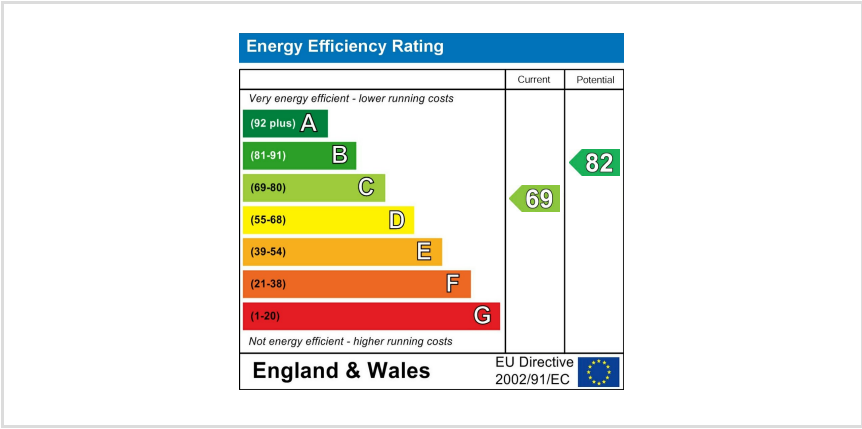 Energy Efficiency Rating
Current Potential
Very energy efficient - lower running costs
(92 plus) A
(81-91) B
82
(69-80) C
69
(55-68) D
(39-54) E
(21-38) F
(1-20) G
Not energy efficient - higher running costs
England & Wales
EU Directive
2002/91/EC